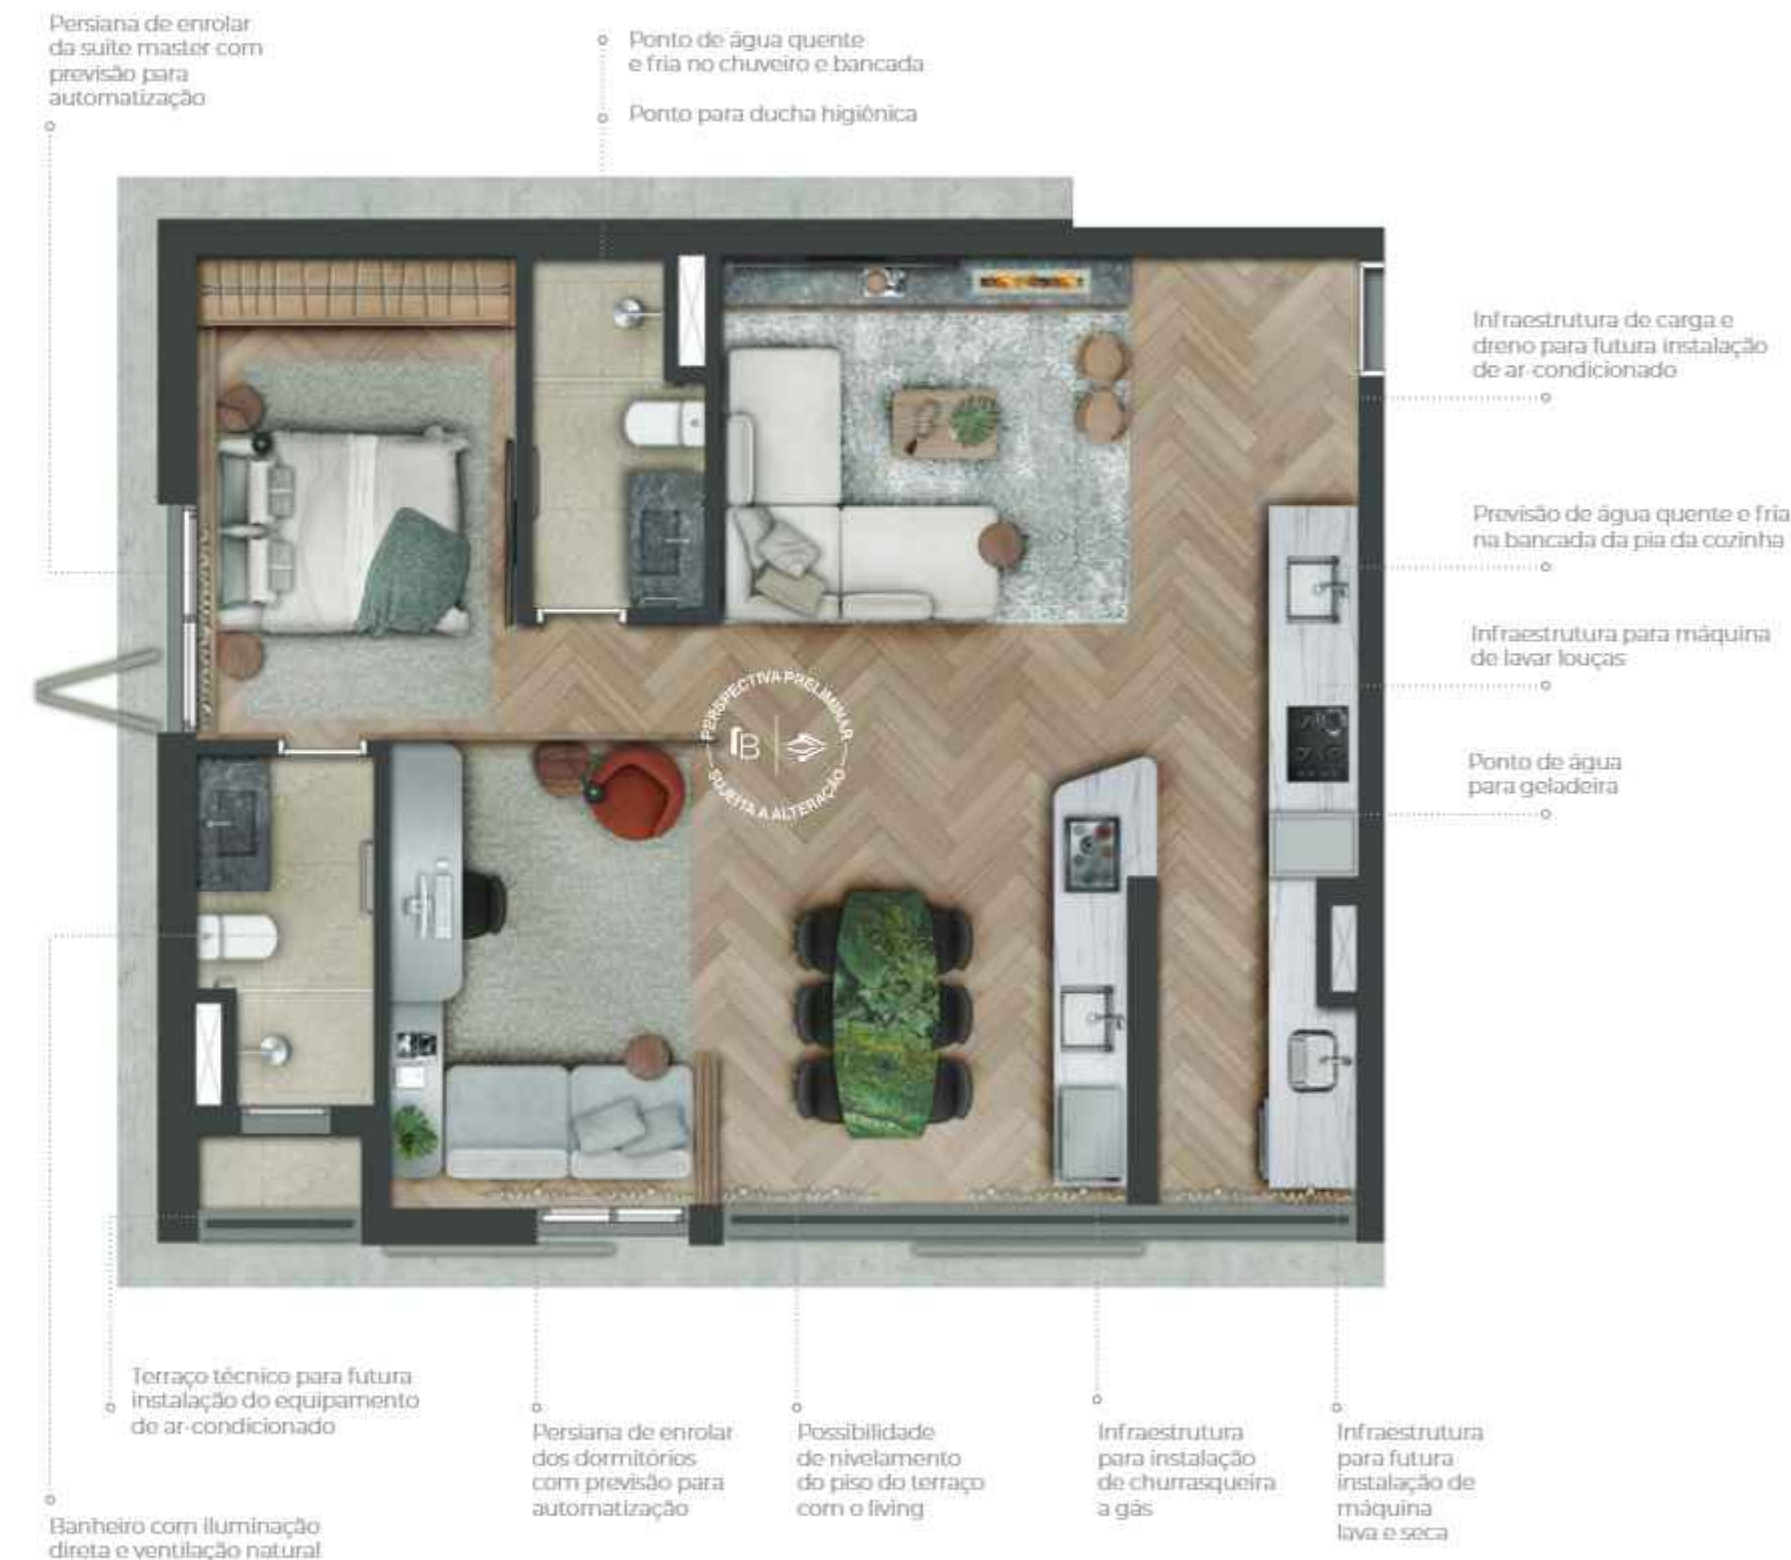 Persiana de enrolar
da suíte master com
previsão para
automatização
Ponto de água quente
e fria no chuveiro e bancada
Ponto para ducha higiênica
Infraestrutura de carga e
dreno para futura instalação
de ar-condicionado
Previsão de água quente e fria
na bancada da pia da cozinha
Infraestrutura para máquina
de lavar louças
Ponto de água
para geladeira
PERSPECTIVA PRELIMINAR
B
SUJEITA A ALTERAÇÃO
Terraço técnico para futura
instalação do equipamento
de ar-condicionado
Persiana de enrolar
dos dormitórios
com previsão para
automatização
Possibilidade
de nivelamento
do piso do terraço
com o living
Infraestrutura
para instalação
de churrasqueira
a gás
Infraestrutura
para futura
instalação de
máquina
lava e seca
Banheiro com iluminação
direta e ventilação natural